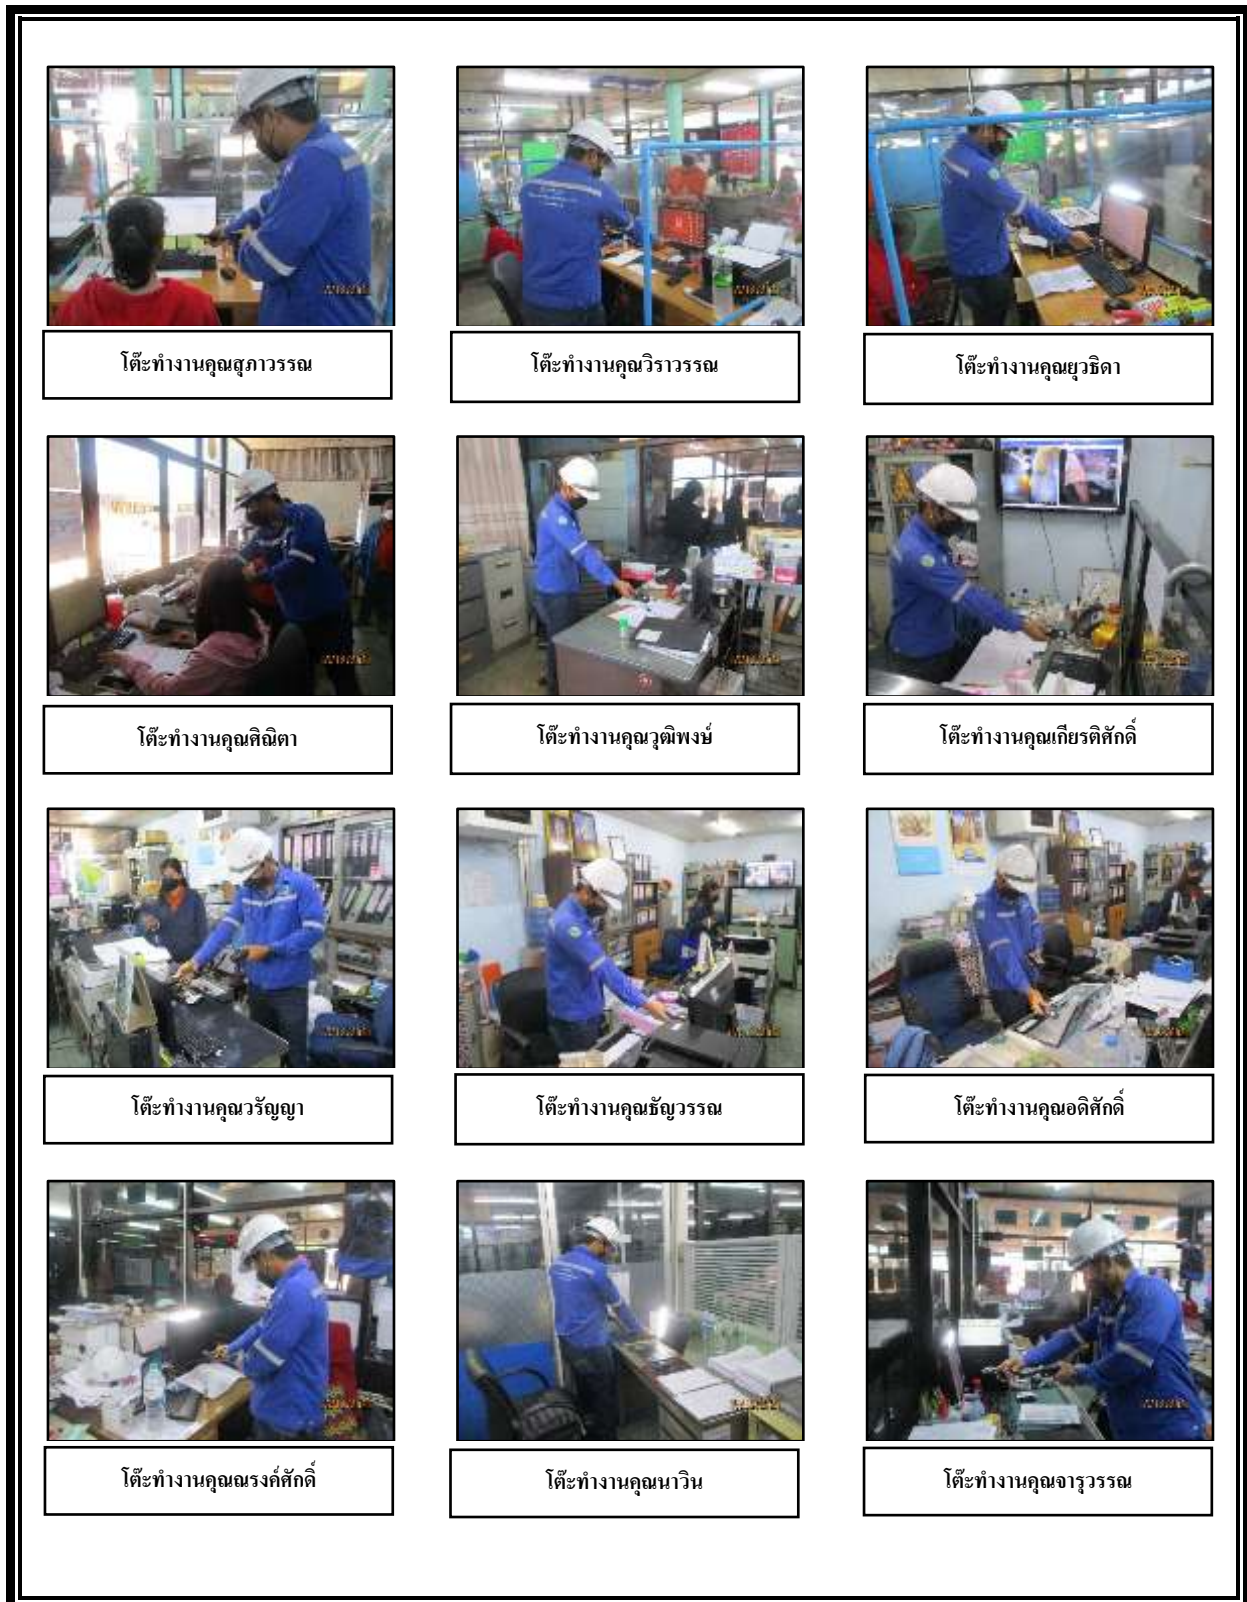 โต๊ะทำงานคุณสุภาวรรณ
โต๊ะทำงานคุณวิราวรรณ
โต๊ะทำงานคุณยุวธิดา
โต๊ะทำงานคุณศิณิตา
โต๊ะทำงานคุณวุฒิพงษ์
โต๊ะทำงานคุณเกียรติศักดิ์
โต๊ะทำงานคุณวรัญญา
โต๊ะทำงานคุณธัญวรรณ
โต๊ะทำงานคุณอดิศักดิ์
โต๊ะทำงานคุณณรงค์ศักดิ์
โต๊ะทำงานคุณนาวิน
โต๊ะทำงานคุณจารุวรรณ